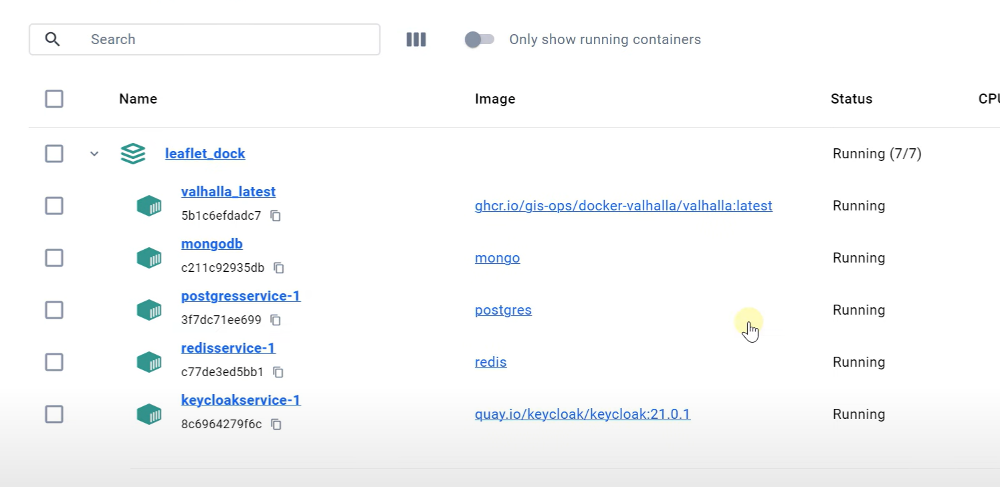 Search
Only show running containers
Name Image Status
leaflet_dock Running (7/7)
valhalla_latest
5b1c6efdadc7
ghcr.io/gis-ops/docker-valhalla/valhalla:latest Running
mongodb
c211c92935db
mongo Running
postgresservice-1
3f7dc71ee699
postgres Running
redisservice-1
c77de3ed5bb1
redis Running
keycloakservice-1
8c6964279f6c
quay.io/keycloak/keycloak:21.0.1 Running